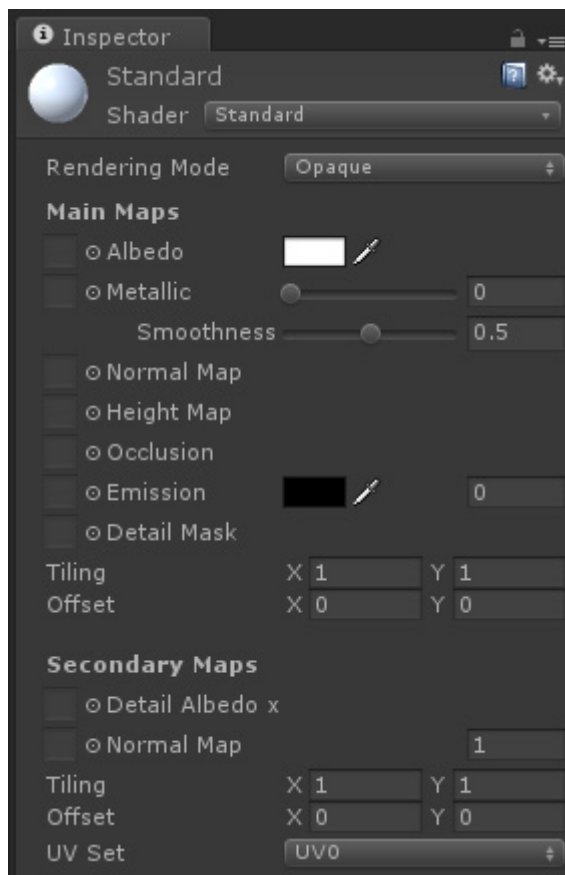 Inspector
Standard
Shader Standard
Rendering Mode Opaque
Main Maps
Albedo
Metallic 0
Smoothness 0.5
Normal Map
Height Map
Occlusion
Emission 0
Detail Mask
Tiling X 1 Y 1
Offset X 0 Y 0
Secondary Maps
Detail Albedo x
Normal Map 1
Tiling X 1 Y 1
Offset X 0 Y 0
UV Set UV0